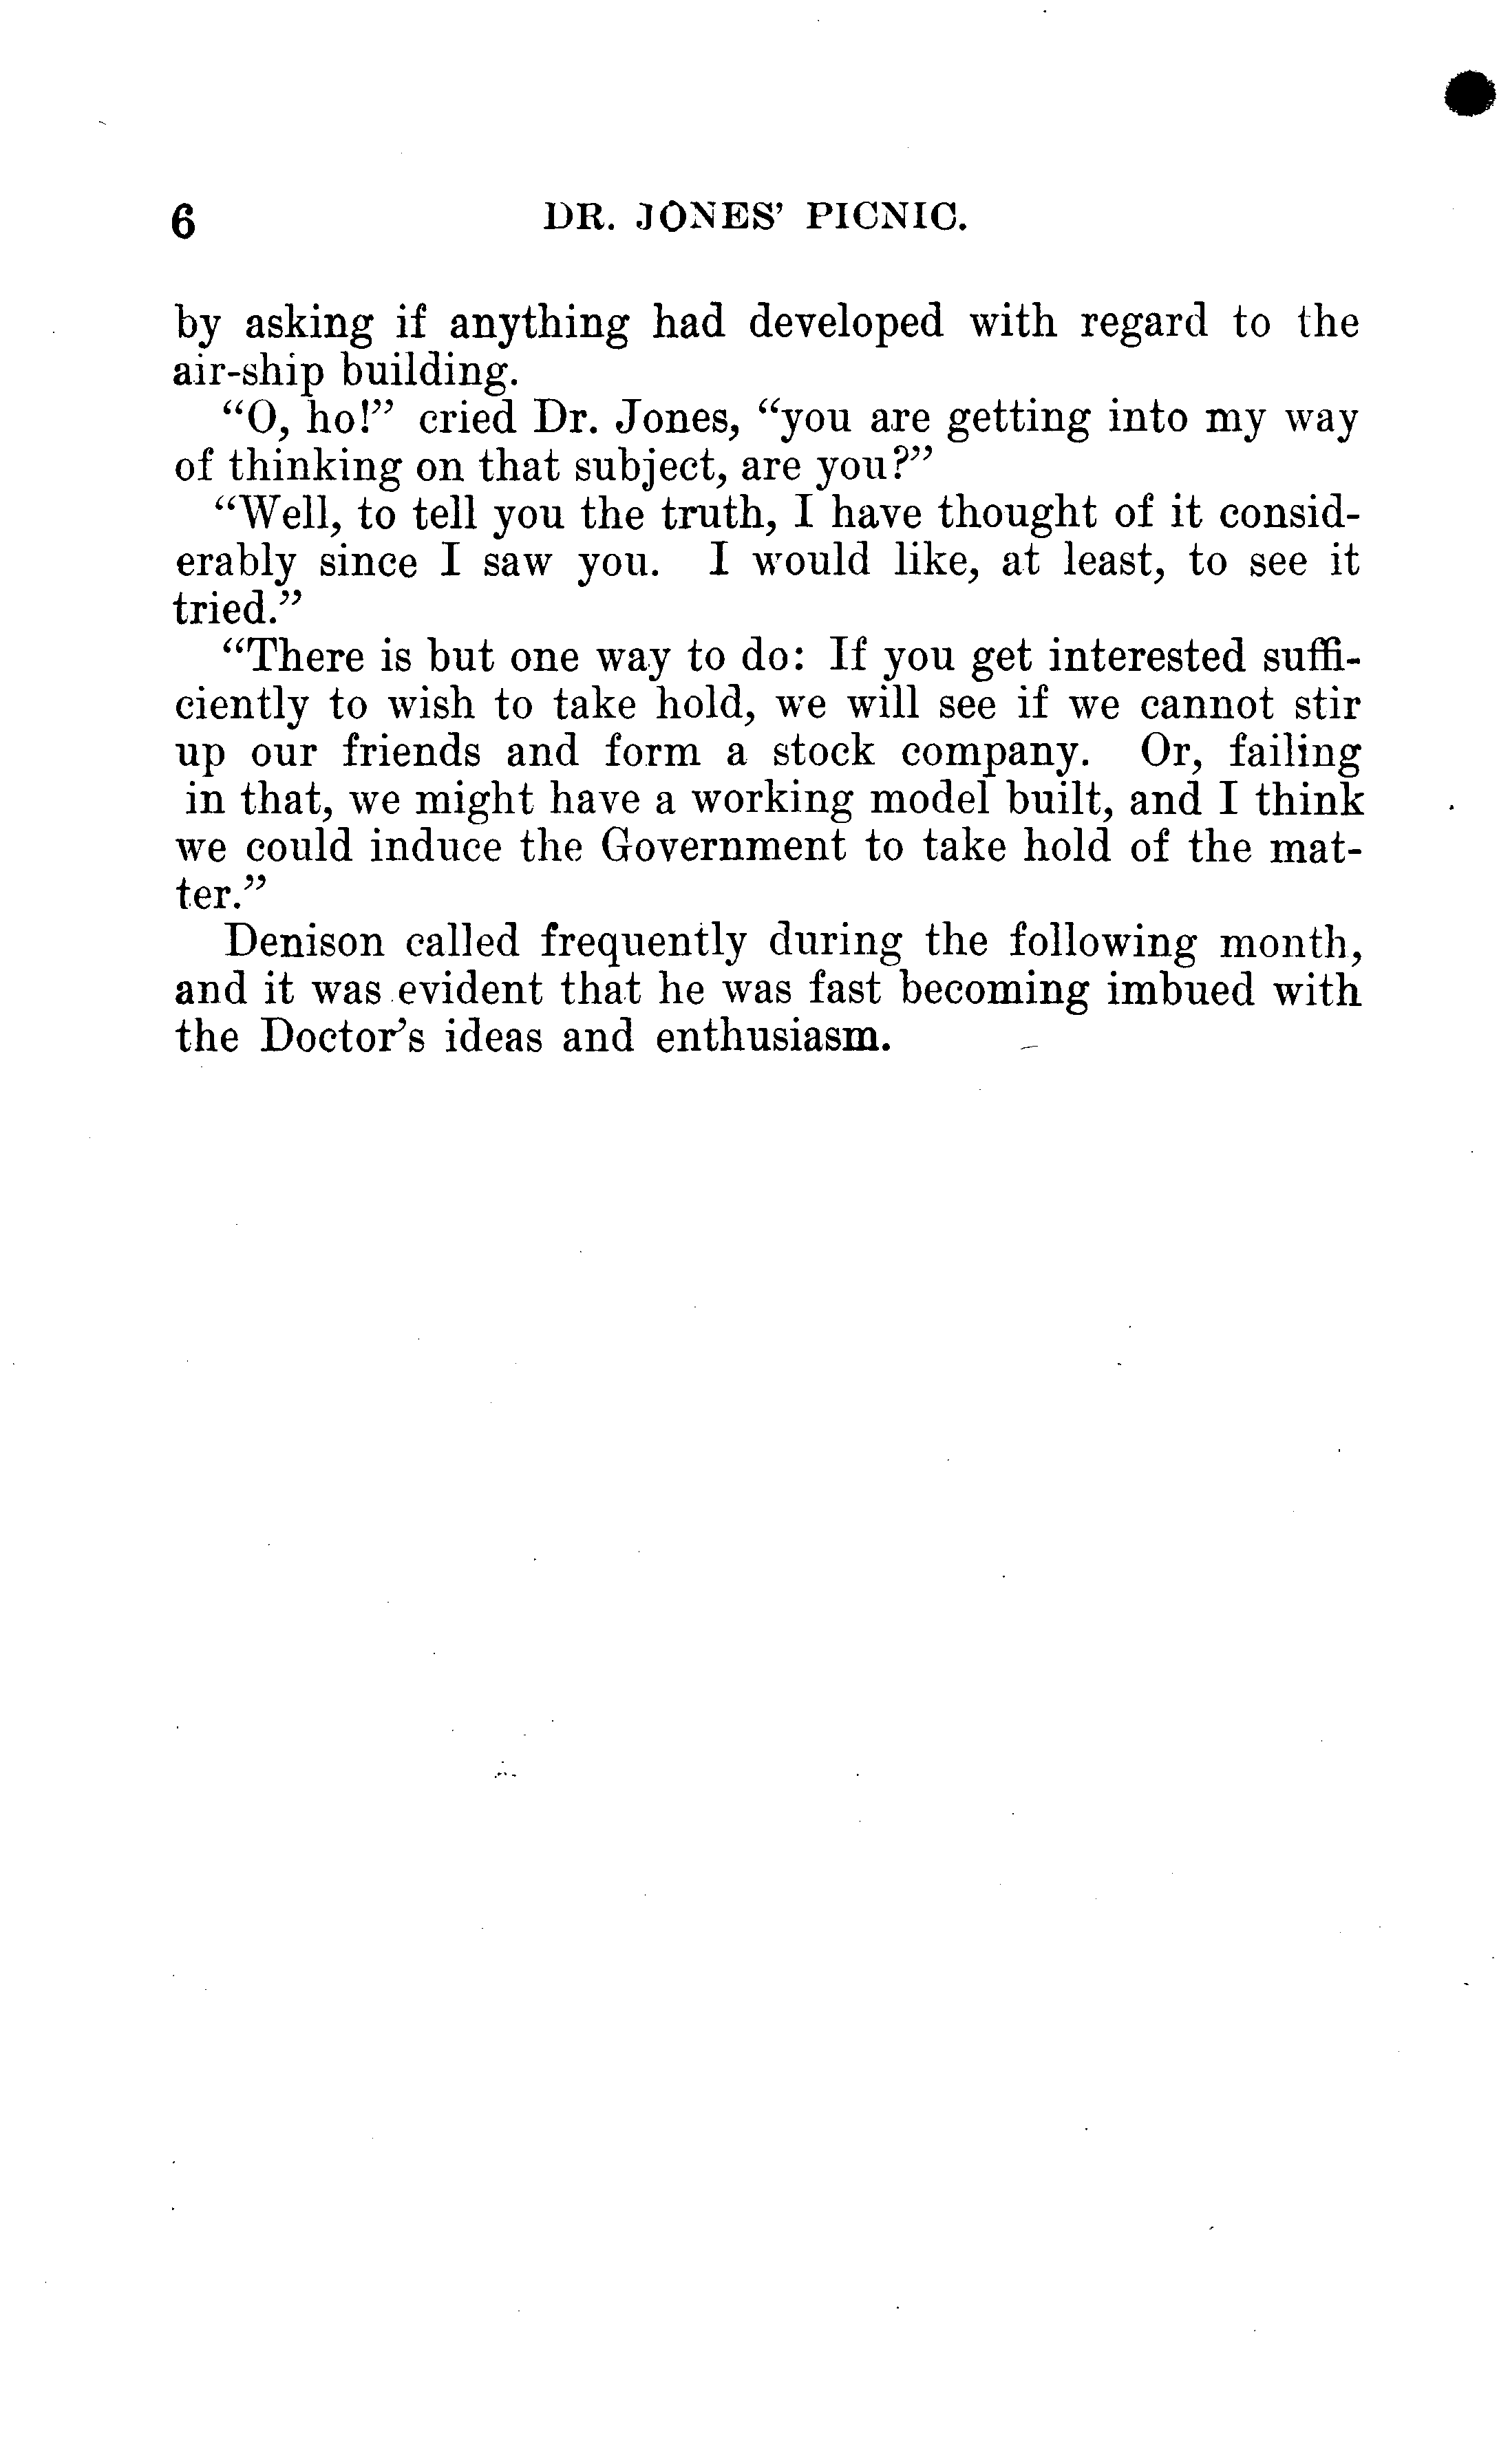 6 DR. JONES' PICNIC.
by asking if anything had developed with regard to the
air-ship building.
“O, ho!” cried Dr. Jones, “you are getting into my way
of thinking on that subject, are you?”
“Well, to tell you the truth, I have thought of it consid-
erably since I saw you. I would like, at least, to see it
tried.”
“There is but one way to do: If you get interested suffi-
ciently to wish to take hold, we will see if we cannot stir
up our friends and form a stock company. Or, failing
in that, we might have a working model built, and I think
we could induce the Government to take hold of the mat-
ter.”
Denison called frequently during the following month,
and it was evident that he was fast becoming imbued with
the Doctor’s ideas and enthusiasm.